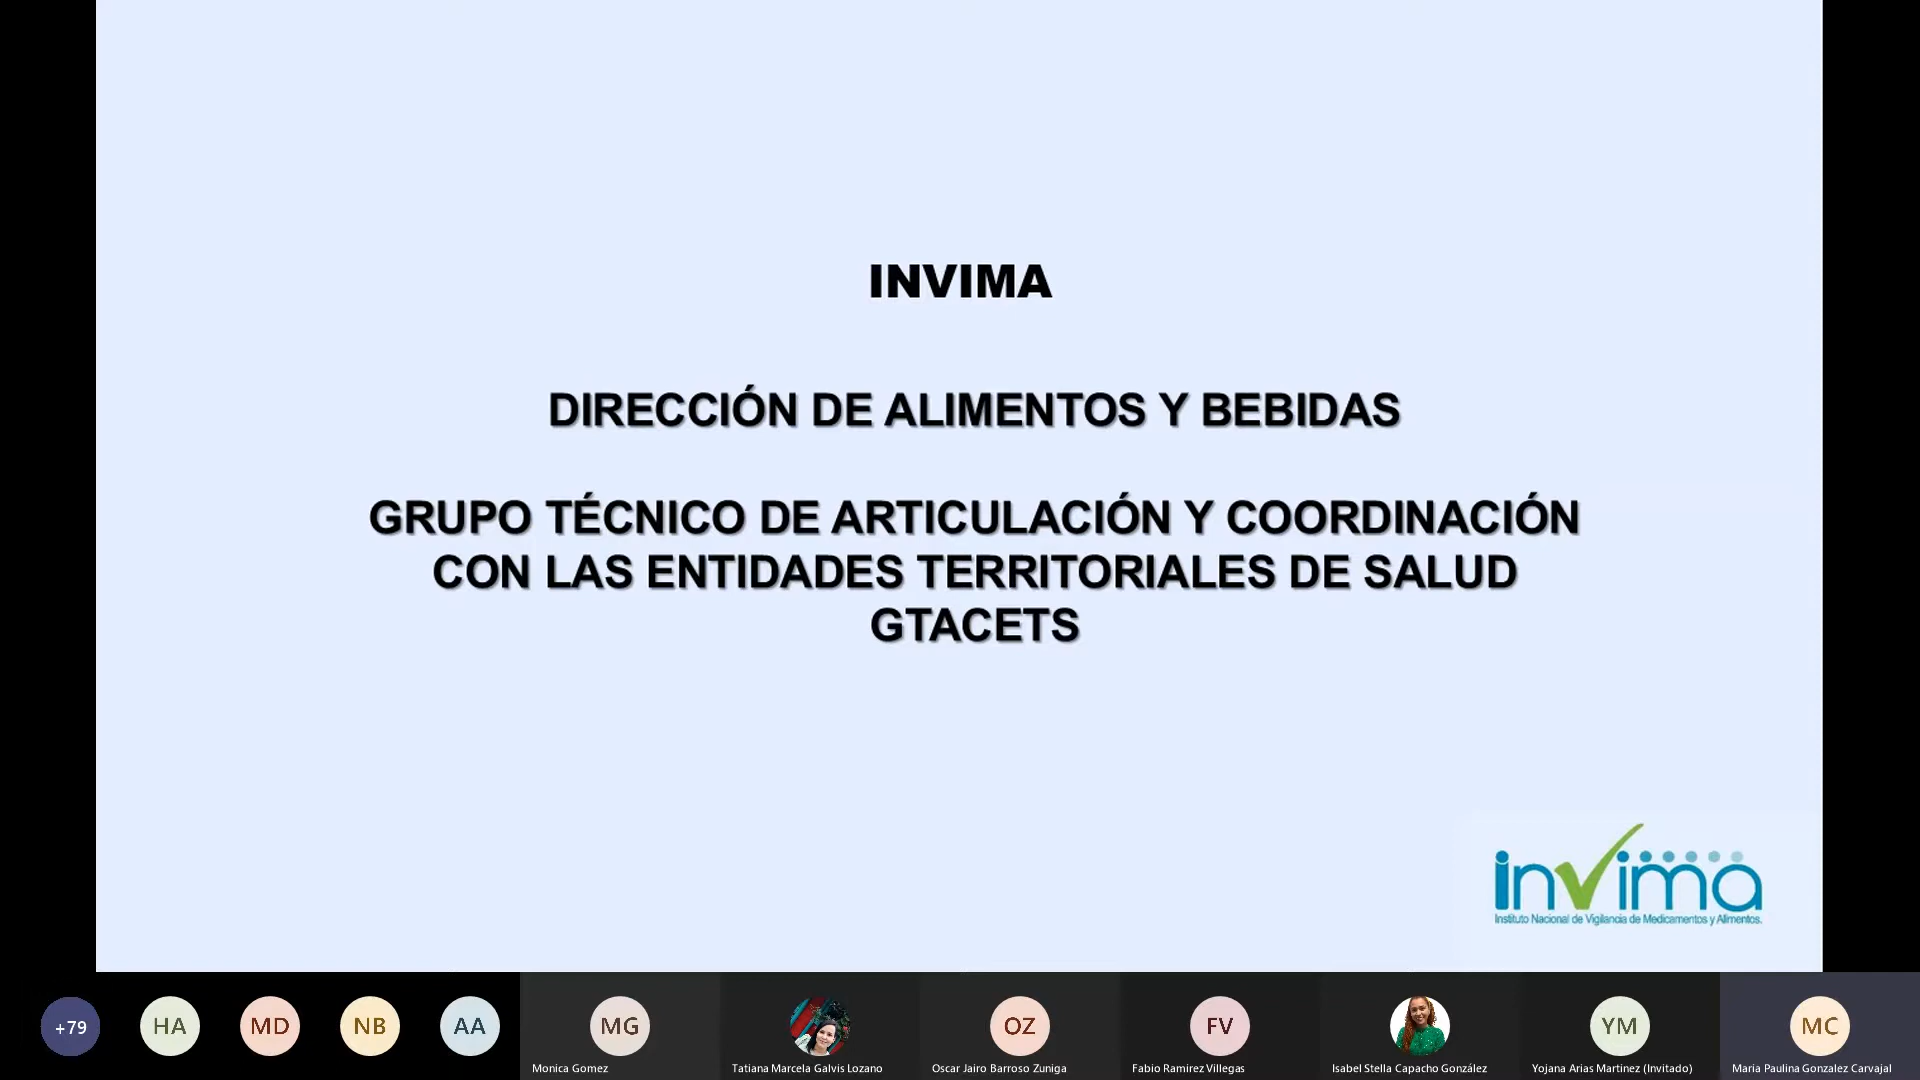 INVIMA
DIRECCIÓN DE ALIMENTOS Y BEBIDAS
GRUPO TÉCNICO DE ARTICULACIÓN Y COORDINACIÓN
CON LAS ENTIDADES TERRITORIALES DE SALUD
GTACETS
invima
Instituto Nacional de Vigilancia de Medicamentos y Alimentos.
+79
HA
MD
NB
AA
MG
OZ
FV
YM
MC
Monica Gomez
Tatiana Marcela Galvis Lozano
Oscar Jairo Barroso Zuniga
Fabio Ramirez Villegas
Isabel Stella Capacho González
Yojana Arias Martinez (Invitado)
Maria Paulina Gonzalez Carvajal